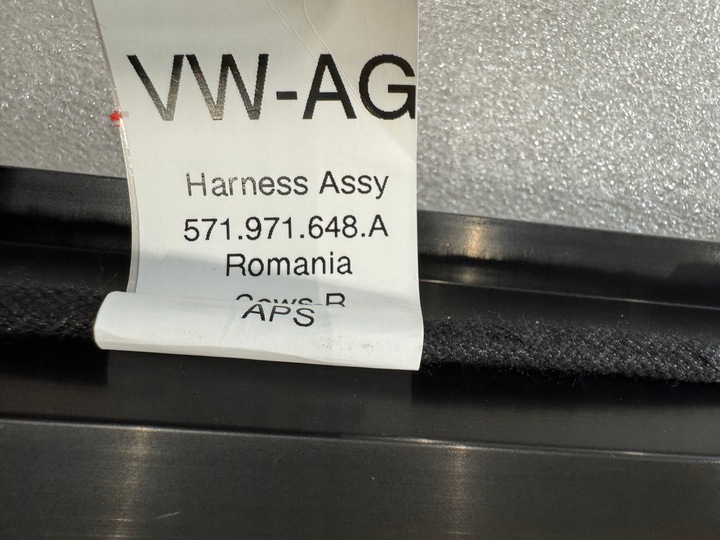 VW-AG
Harness Assy
571.971.648.A
Romania
APS